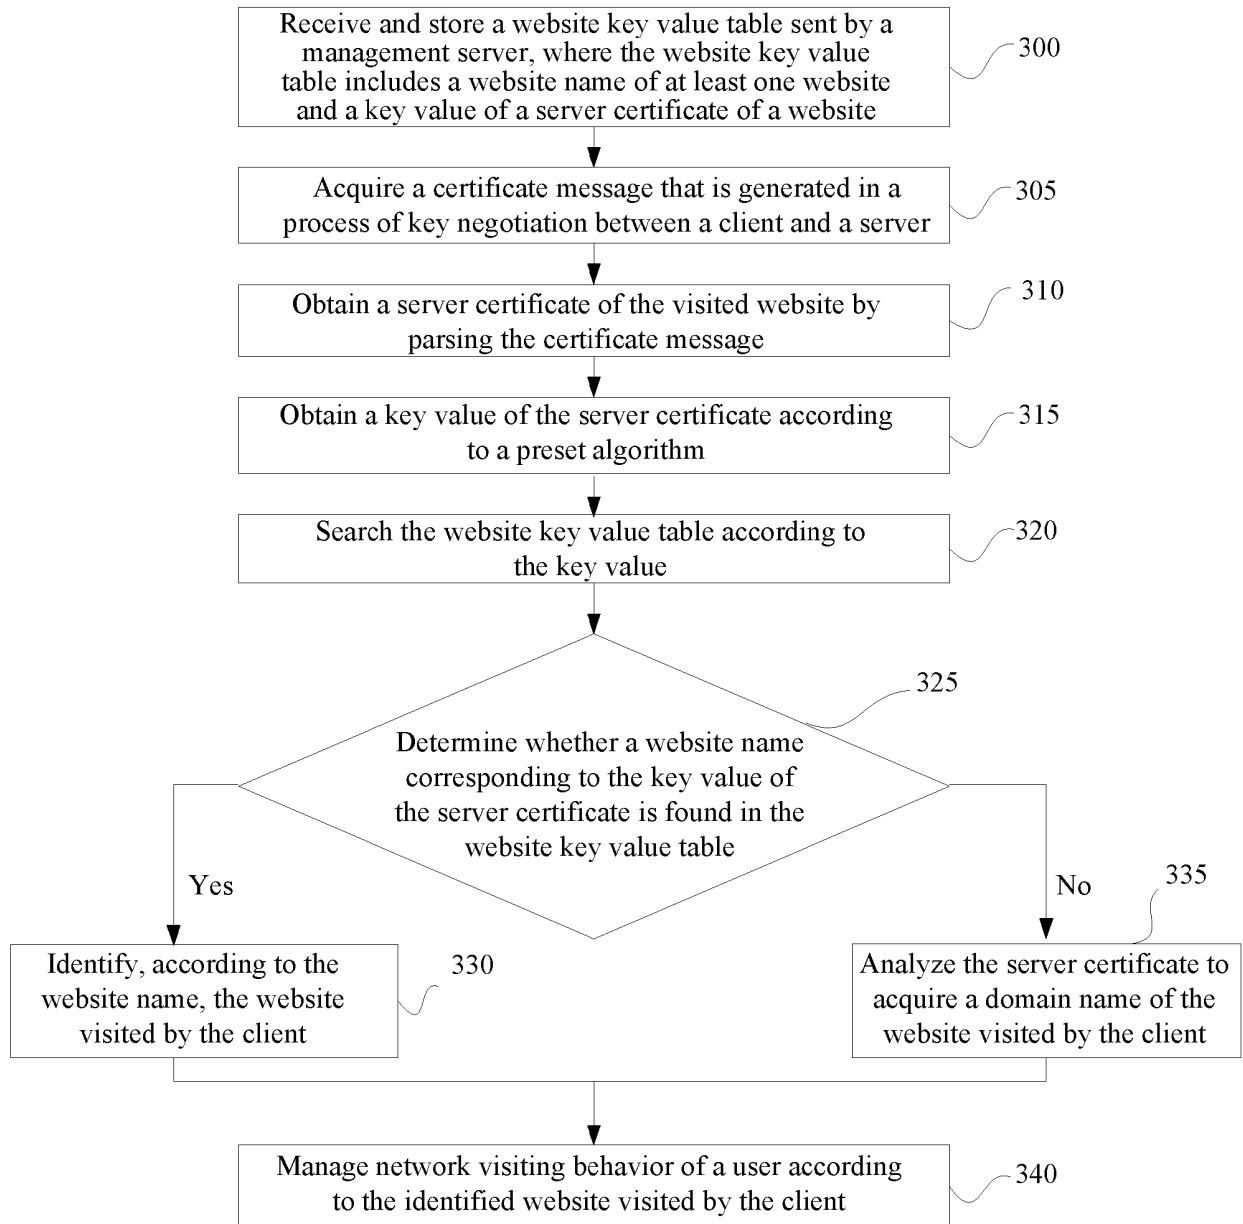 Receive and store a website key value table sent by a
management server, where the website key value
table includes a website name of at least one website
and a key value of a server certificate of a website
300
Acquire a certificate message that is generated in a
process of key negotiation between a client and a server
305
Obtain a server certificate of the visited website by
parsing the certificate message
310
Obtain a key value of the server certificate according
to a preset algorithm
315
Search the website key value table according to
the key value
320
325
Determine whether a website name
corresponding to the key value of
the server certificate is found in the
website key value table
Yes
No
335
330
Identify, according to the
website name, the website
visited by the client
Analyze the server certificate to
acquire a domain name of the
website visited by the client
Manage network visiting behavior of a user according
to the identified website visited by the client
340